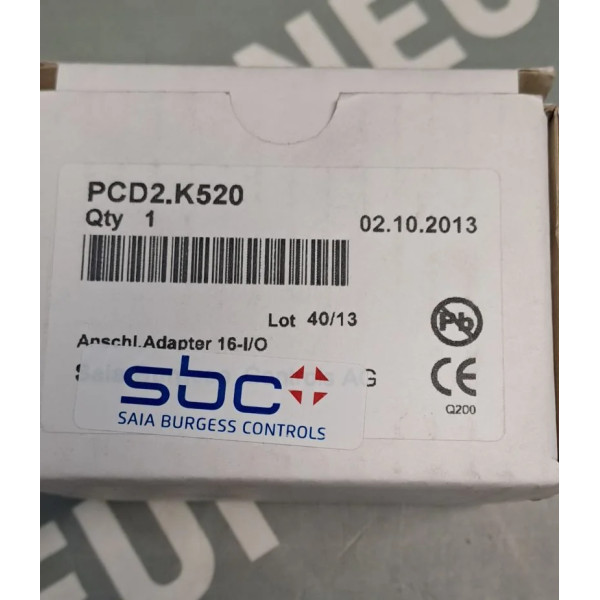 PCD2.K520
Qty 1
02.10.2013
Lot 40/13
Anschl.Adapter 16-I/O
sbc
SAIA BURGESS CONTROLS
Pb
CE
Q200